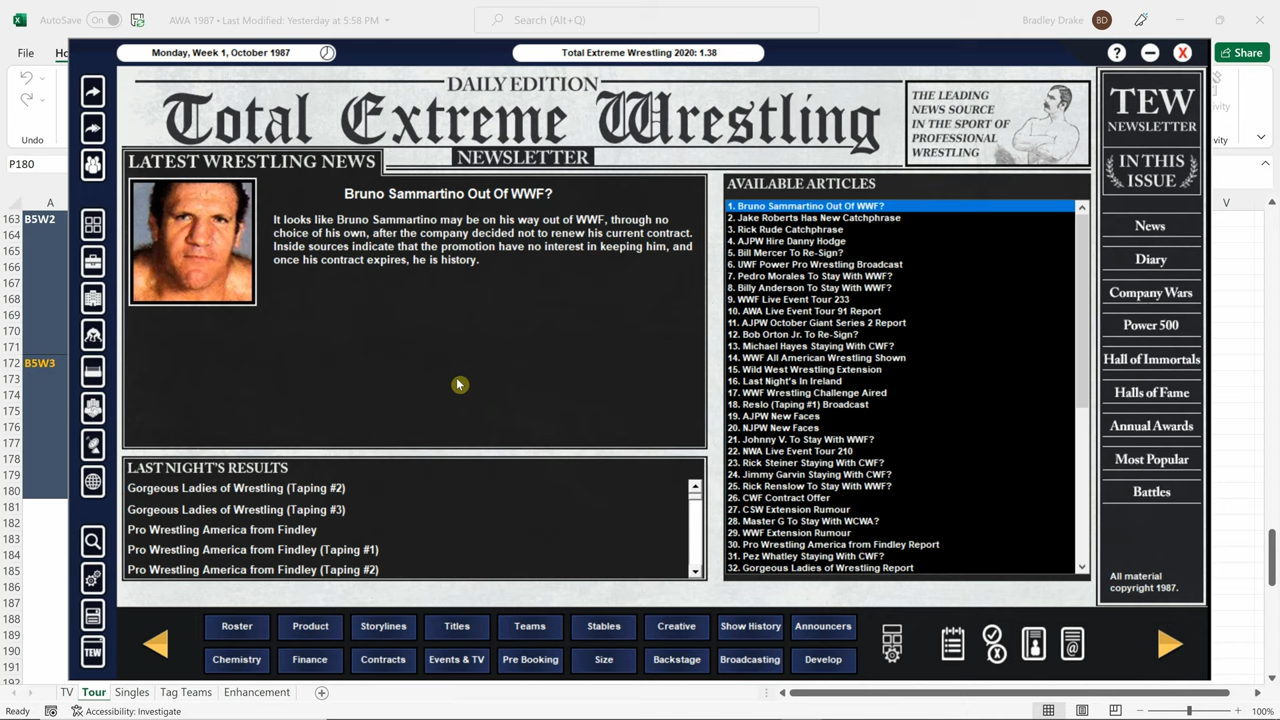 AutoSave Off AWA 1987 • Last Modified: Yesterday at 5:58 PM Search (Alt+Q) Bradley Drake BD
File
Share
Undo
P180
A
V
163 B5W2
164
165
166
167
168
169
170
171
172 B5W3
173
174
175
176
177
178
179
180
181
182
183
184
185
186
187
188
189
190
191
192
Monday, Week 1, October 1987
Total Extreme Wrestling 2020: 1.38
DAILY EDITION
Total Extreme Wrestling
NEWSLETTER
THE LEADING
NEWS SOURCE
IN THE SPORT OF
PROFESSIONAL
WRESTLING
LATEST WRESTLING NEWS
Bruno Sammartino Out Of WWF?
It looks like Bruno Sammartino may be on his way out of WWF, through no
choice of his own, after the company decided not to renew his current contract.
Inside sources indicate that the promotion have no interest in keeping him, and
once his contract expires, he is history.
LAST NIGHT'S RESULTS
Gorgeous Ladies of Wrestling (Taping #2)
Gorgeous Ladies of Wrestling (Taping #3)
Pro Wrestling America from Findley
Pro Wrestling America from Findley (Taping #1)
Pro Wrestling America from Findley (Taping #2)
AVAILABLE ARTICLES
1. Bruno Sammartino Out Of WWF?
2. Jake Roberts Has New Catchphrase
3. Rick Rude Catchphrase
4. AJPW Hire Danny Hodge
5. Bill Mercer To Re-Sign?
6. UWF Power Pro Wrestling Broadcast
7. Pedro Morales To Stay With WWF?
8. Billy Anderson To Stay With WWF?
9. WWF Live Event Tour 233
10. AWA Live Event Tour 91 Report
11. AJPW October Giant Series 2 Report
12. Bob Orton Jr. To Re-Sign?
13. Michael Hayes Staying With CWF?
14. WWF All American Wrestling Shown
15. Wild West Wrestling Extension
16. Last Night's In Ireland
17. WWF Wrestling Challenge Aired
18. Reslo (Taping #1) Broadcast
19. AJPW New Faces
20. NJPW New Faces
21. Johnny V. To Stay With WWF?
22. NWA Live Event Tour 210
23. Rick Steiner Staying With CWF?
24. Jimmy Garvin Staying With CWF?
25. Rick Renslow To Stay With WWF?
26. CWF Contract Offer
27. CSW Extension Rumour
28. Master G To Stay With WCWA?
29. WWF Extension Rumour
30. Pro Wrestling America from Findley Report
31. Pez Whatley Staying With CWF?
32. Gorgeous Ladies of Wrestling Report
TEW
NEWSLETTER
IN THIS
ISSUE
News
Diary
Company Wars
Power 500
Hall of Immortals
Halls of Fame
Annual Awards
Most Popular
Battles
All material
copyright 1987.
TEW
Roster Product Storylines Titles Teams Stables Creative Show History Announcers
Chemistry Finance Contracts Events & TV Pre Booking Size Backstage Broadcasting Develop
TV Tour Singles Tag Teams Enhancement
Ready Accessibility: Investigate 100%